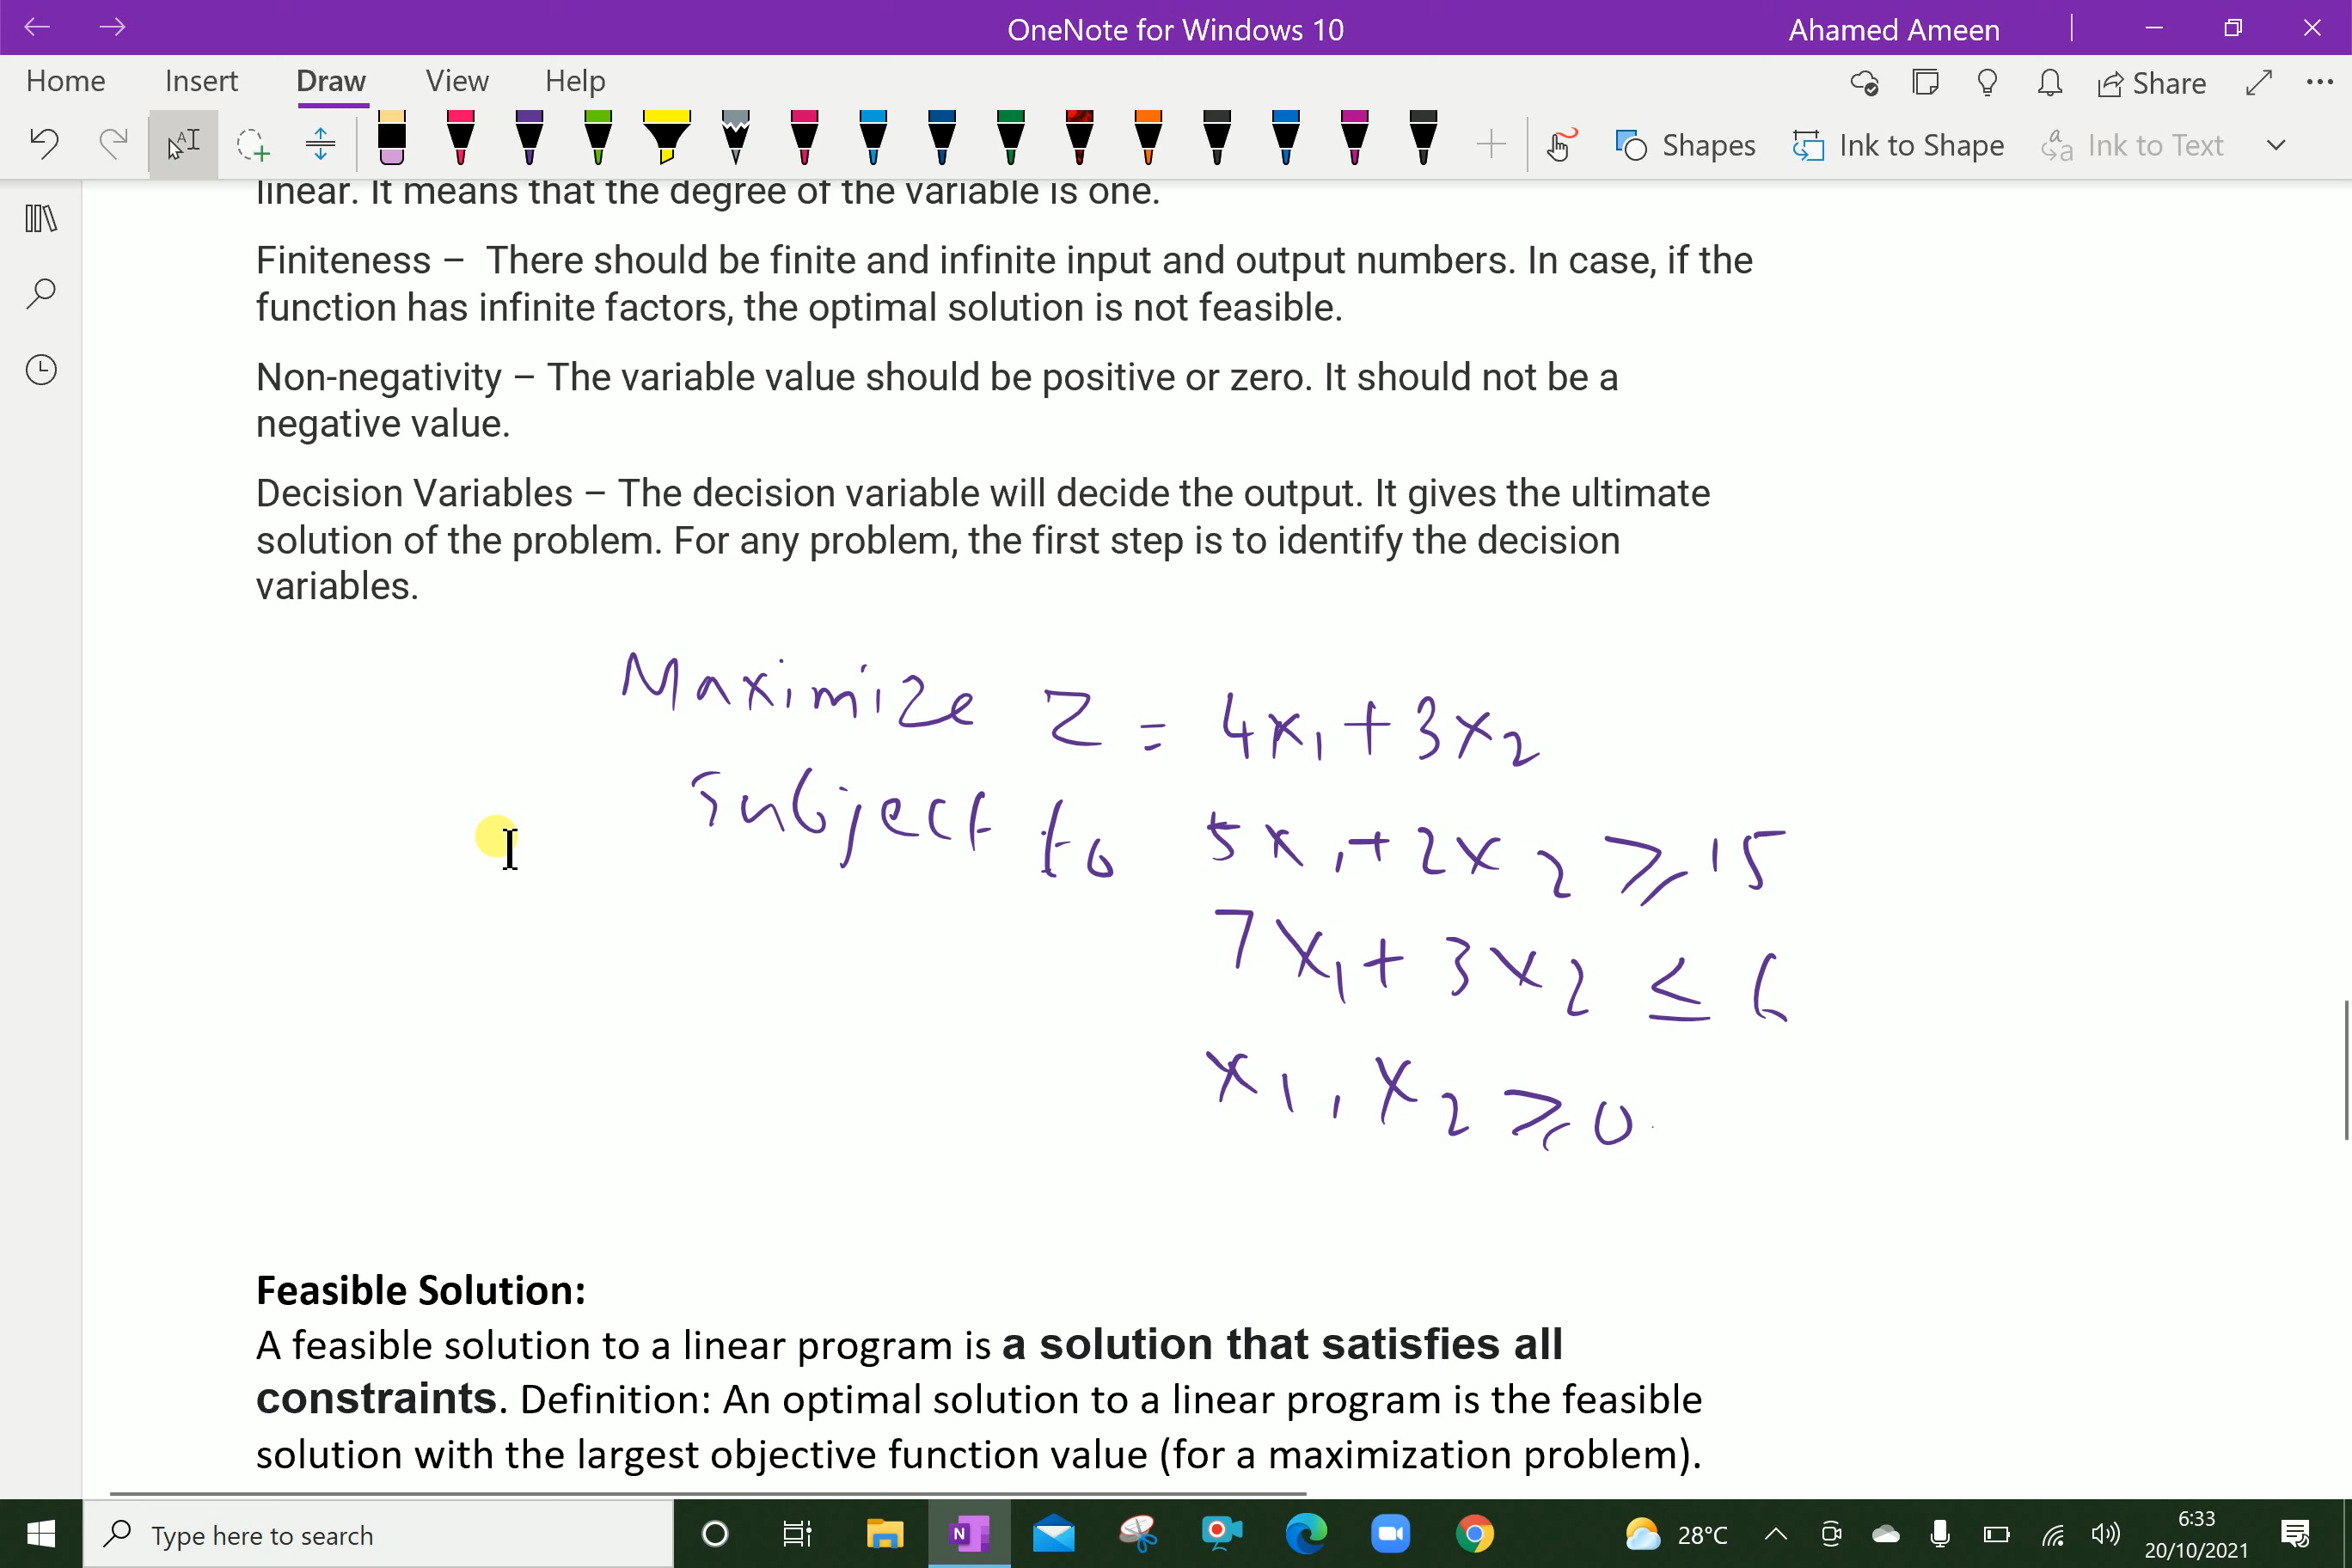 OneNote for Windows 10
Ahamed Ameen
Home Insert Draw View Help
Share
Shapes Ink to Shape Ink to Text
linear. It means that the degree of the variable is one.
Finiteness – There should be finite and infinite input and output numbers. In case, if the
function has infinite factors, the optimal solution is not feasible.
Non-negativity – The variable value should be positive or zero. It should not be a
negative value.
Decision Variables – The decision variable will decide the output. It gives the ultimate
solution of the problem. For any problem, the first step is to identify the decision
variables.
Maximize Z = 4x₁ + 3x₂
subject to 5x₁ + 2x₂ ≥ 15
7x₁ + 3x₂ ≤ 6
x₁, x₂ ≥ 0
Feasible Solution:
A feasible solution to a linear program is a solution that satisfies all
constraints. Definition: An optimal solution to a linear program is the feasible
solution with the largest objective function value (for a maximization problem).
Type here to search
28°C
6:33
20/10/2021